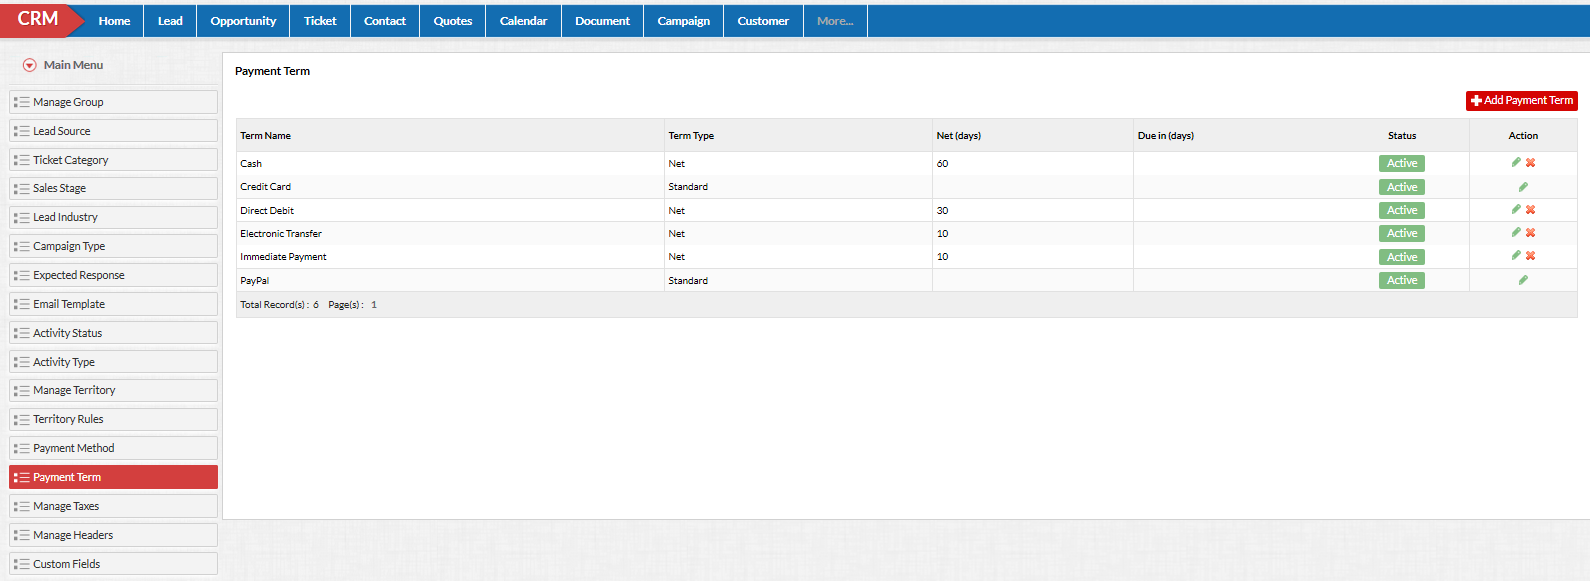 CRM Home Lead Opportunity Ticket Contact Quotes Calendar Document Campaign Customer More...
Main Menu
Manage Group
Lead Source
Ticket Category
Sales Stage
Lead Industry
Campaign Type
Expected Response
Email Template
Activity Status
Activity Type
Manage Territory
Territory Rules
Payment Method
Payment Term
Manage Taxes
Manage Headers
Custom Fields
Payment Term
Add Payment Term
Term Name Term Type Net (days) Due in (days) Status Action
Cash Net 60 Active
Credit Card Standard Active
Direct Debit Net 30 Active
Electronic Transfer Net 10 Active
Immediate Payment Net 10 Active
PayPal Standard Active
Total Record(s) : 6 Page(s) : 1